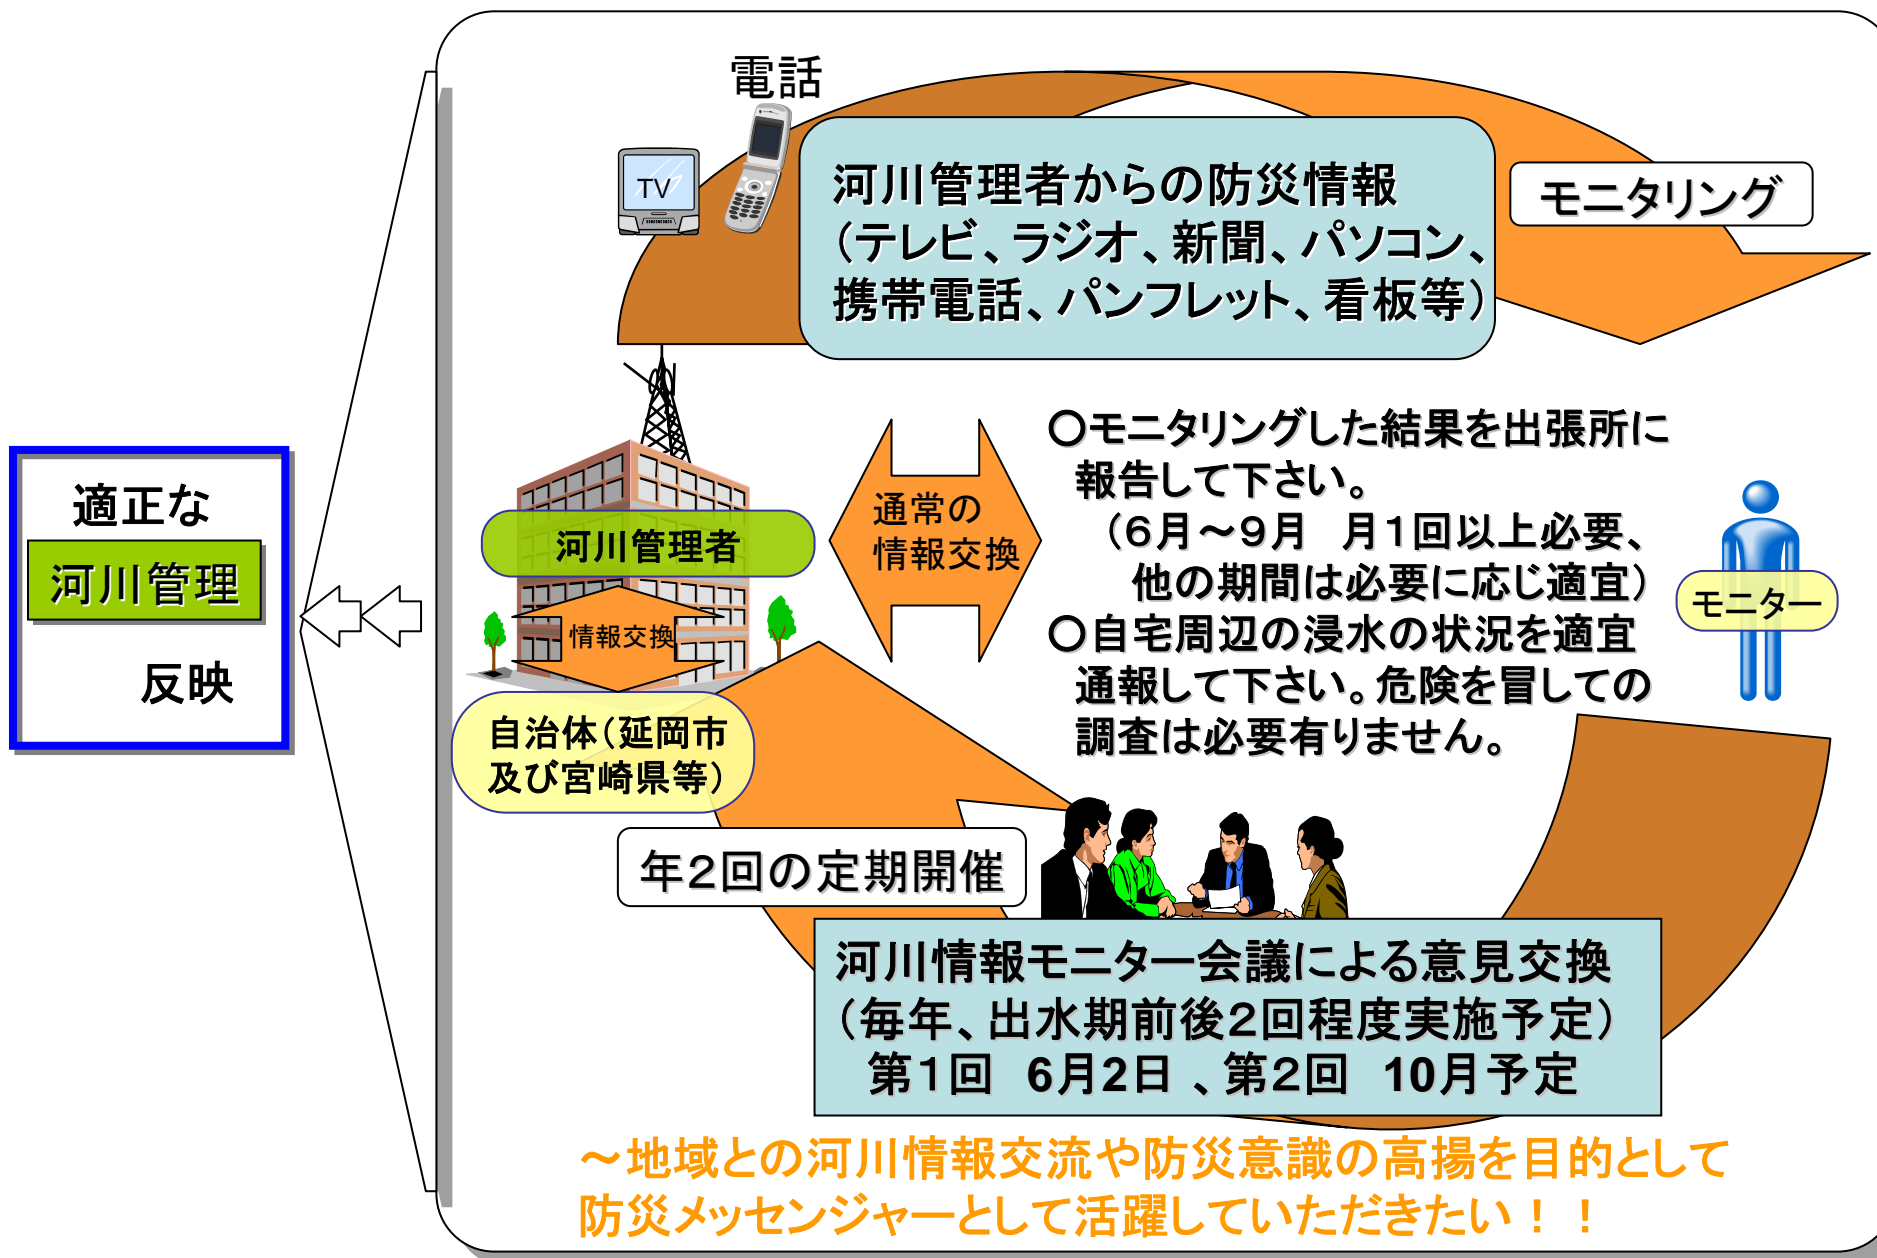 電話
TV
河川管理者からの防災情報
（テレビ、ラジオ、新聞、パソコン、
携帯電話、パンフレット、看板等）
モニタリング
適正な
河川管理
反映
河川管理者
情報交換
自治体（延岡市
及び宮崎県等）
通常の
情報交換
〇モニタリングした結果を出張所に
報告して下さい。
（６月～９月　月１回以上必要、
他の期間は必要に応じ適宜）
〇自宅周辺の浸水の状況を適宜
通報して下さい。危険を冒しての
調査は必要有りません。
モニター
年２回の定期開催
河川情報モニター会議による意見交換
（毎年、出水期前後２回程度実施予定）
第１回　6月2日 、第２回　10月予定
～地域との河川情報交流や防災意識の高揚を目的として
防災メッセンジャーとして活躍していただきたい！！